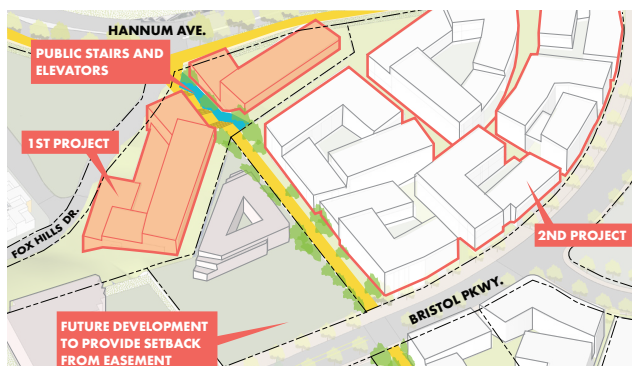 HANNUM AVE.
PUBLIC STAIRS AND
ELEVATORS
1ST PROJECT
FOX HILLS DR.
2ND PROJECT
BRISTOL PKWY.
FUTURE DEVELOPMENT
TO PROVIDE SETBACK
FROM EASEMENT